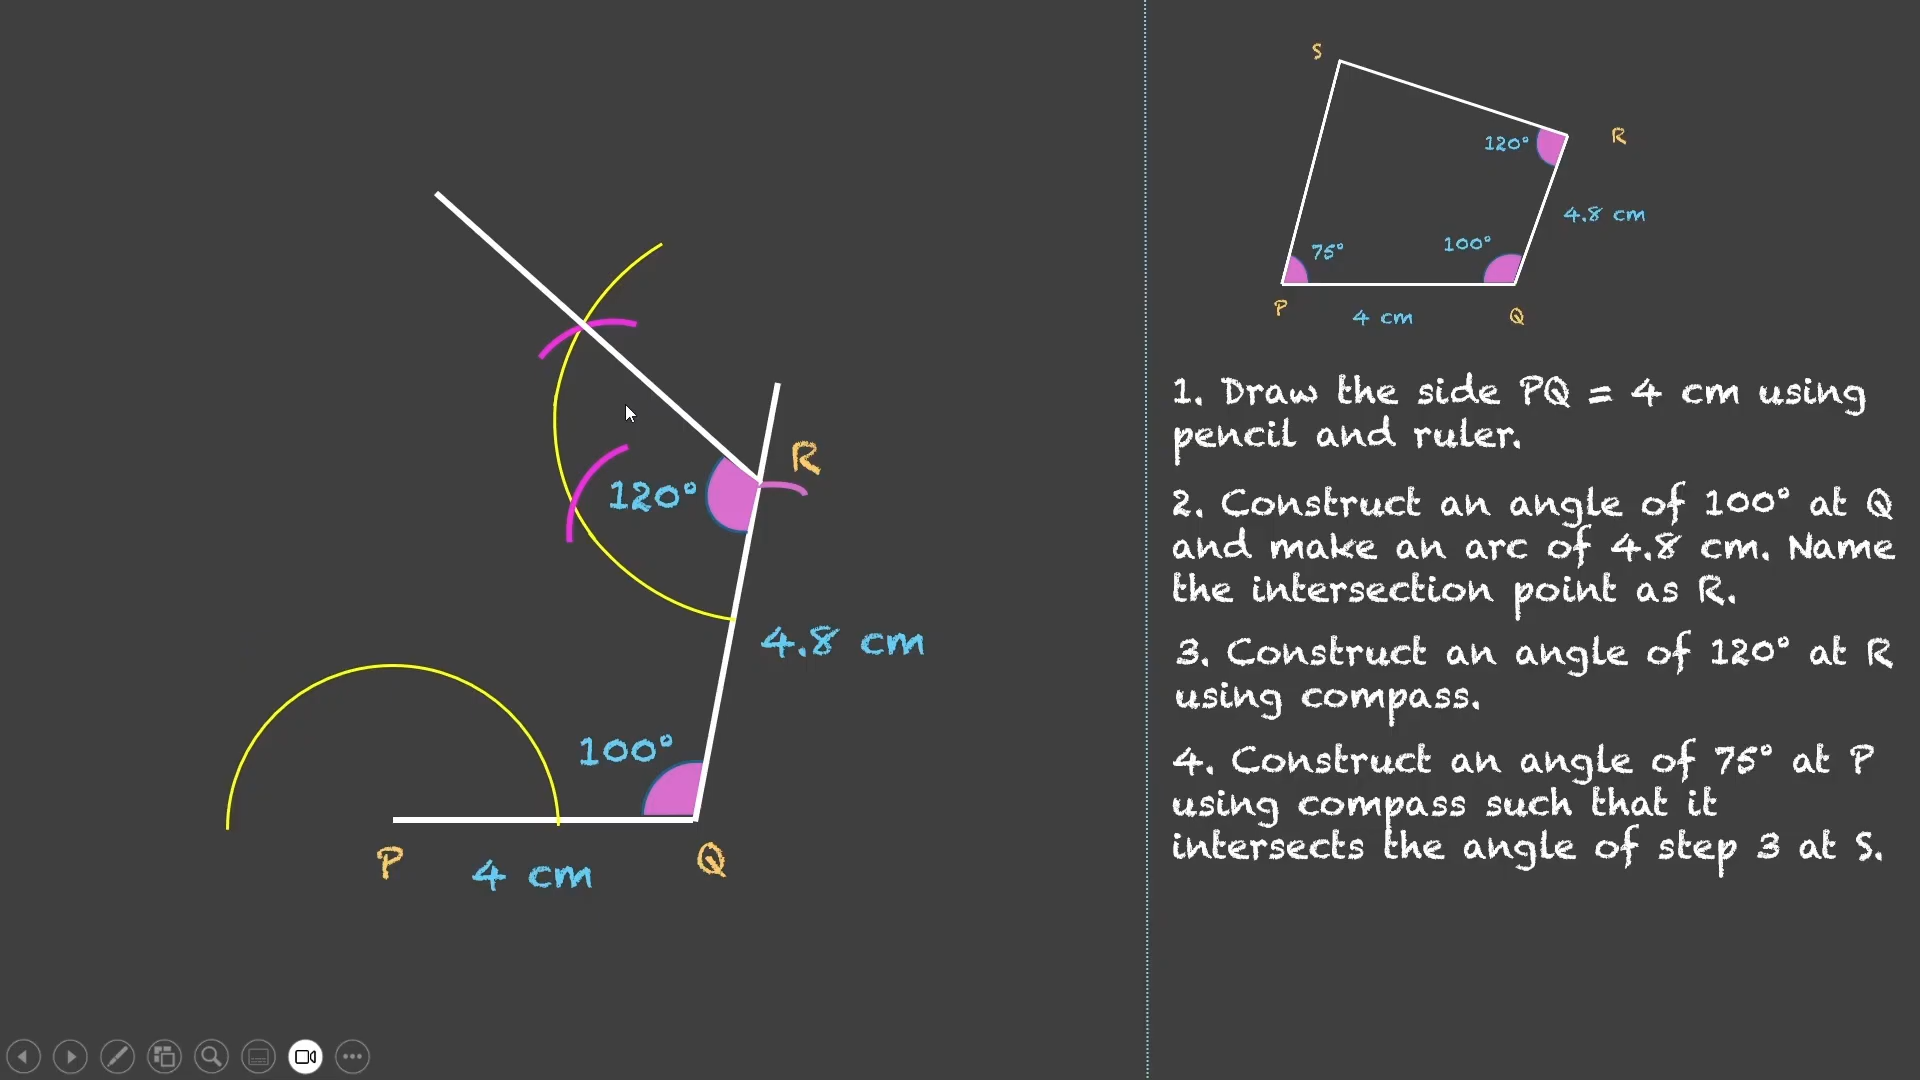 R
120°
4.8 cm
100°
P
4 cm
Q
S
120°
R
4.8 cm
75°
100°
P
4 cm
Q
1. Draw the side PQ = 4 cm using
pencil and ruler.
2. Construct an angle of 100° at Q
and make an arc of 4.8 cm. Name
the intersection point as R.
3. Construct an angle of 120° at R
using compass.
4. Construct an angle of 75° at P
using compass such that it
intersects the angle of step 3 at S.